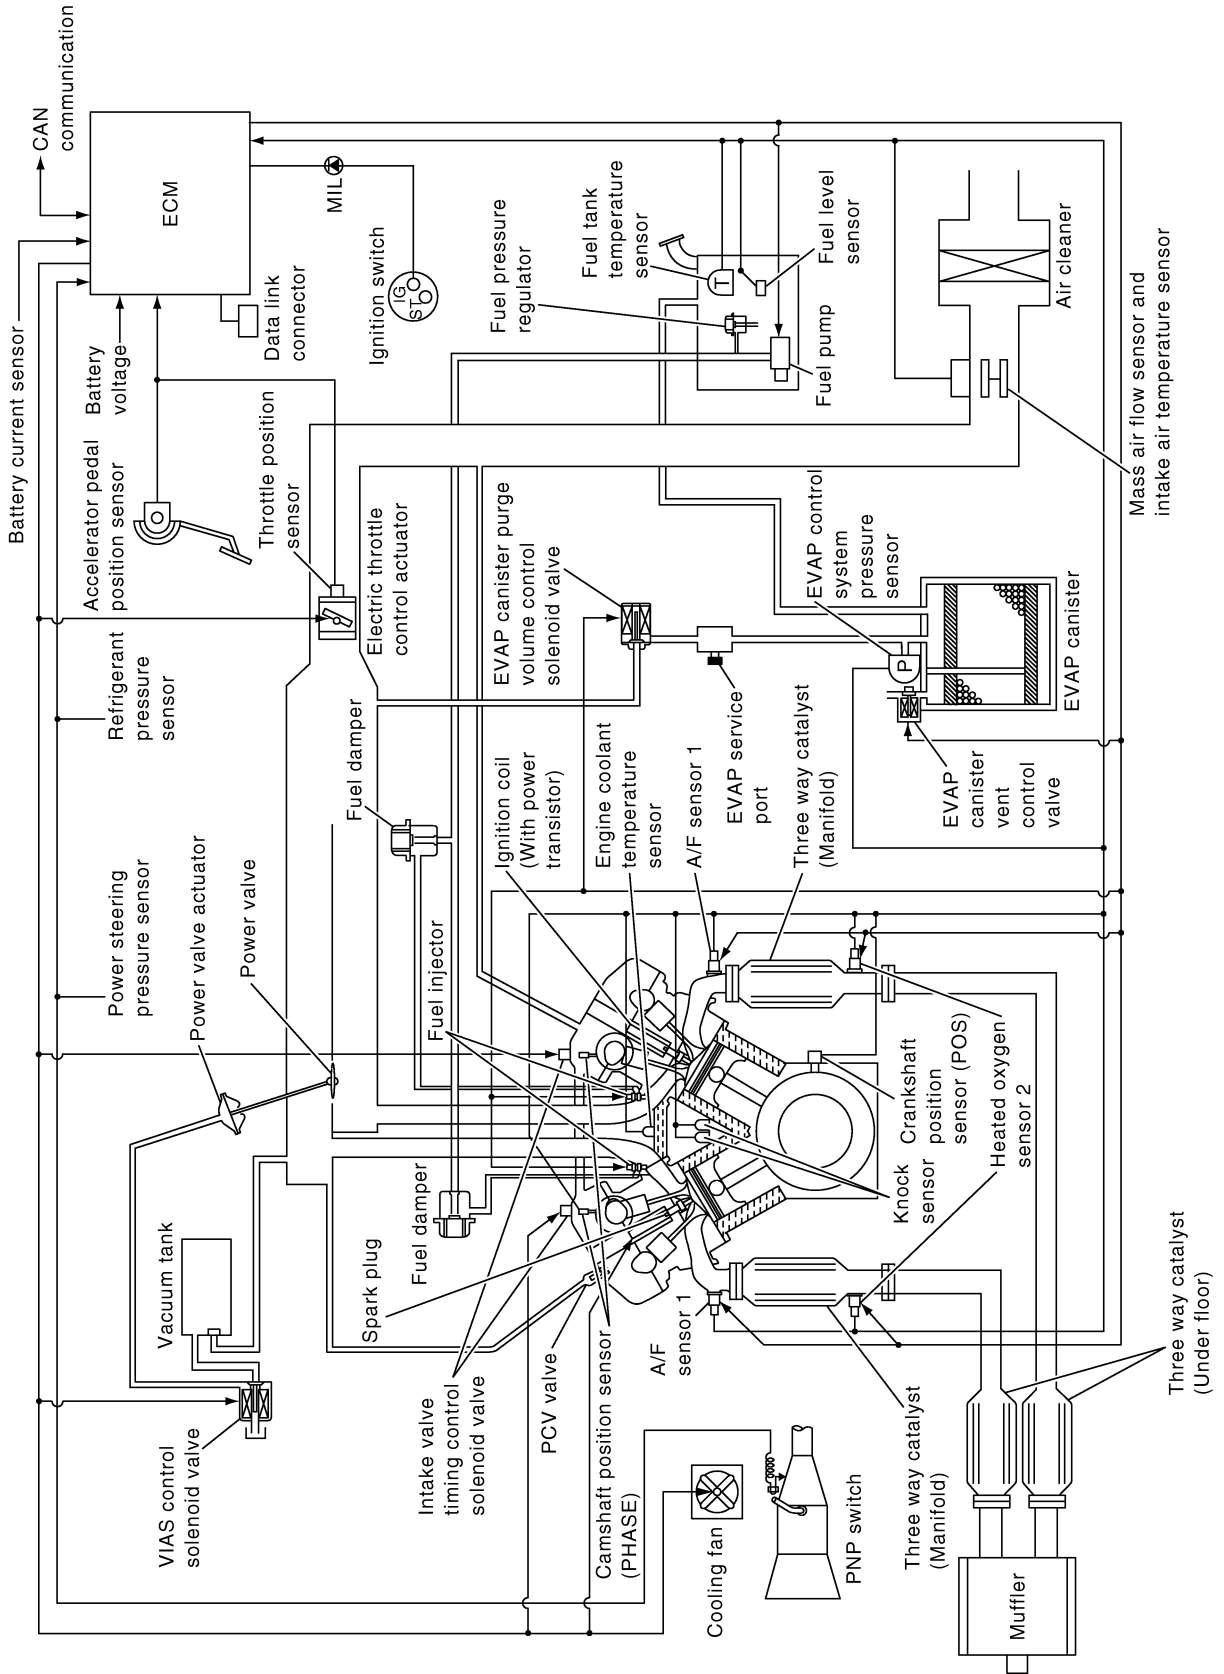 Battery current sensor
CAN
communication
ECM
MIL
Data link
connector
Ignition switch
IG
ST
Battery
voltage
Accelerator pedal
position sensor
Throttle position
sensor
Electric throttle
control actuator
Refrigerant
pressure
sensor
Fuel pressure
regulator
Fuel tank
temperature
sensor
T
Fuel level
sensor
Fuel pump
Air cleaner
Mass air flow sensor and
intake air temperature sensor
EVAP canister purge
volume control
solenoid valve
EVAP control
system
pressure
sensor
P
EVAP canister
EVAP service
port
EVAP
canister
vent
control
valve
Power steering
pressure sensor
Power valve actuator
Power valve
Fuel damper
Fuel injector
Ignition coil
(With power
transistor)
Engine coolant
temperature
sensor
A/F sensor 1
Three way catalyst
(Manifold)
Vacuum tank
VIAS control
solenoid valve
Fuel damper
Spark plug
Intake valve
timing control
solenoid valve
PCV valve
Camshaft position sensor
(PHASE)
A/F
sensor 1
Knock
sensor
Crankshaft
position
sensor (POS)
Heated oxygen
sensor 2
Three way catalyst
(Under floor)
Three way catalyst
(Manifold)
Cooling fan
PNP switch
Muffler